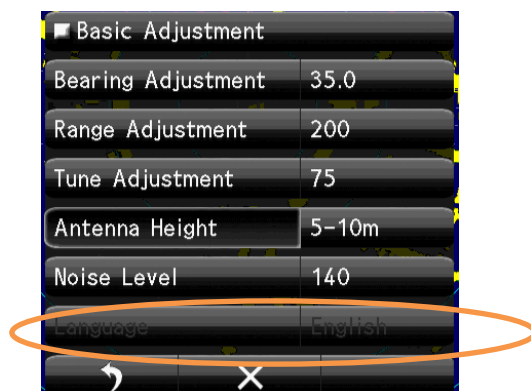 Basic Adjustment
Bearing Adjustment 35.0
Range Adjustment 200
Tune Adjustment 75
Antenna Height 5-10m
Noise Level 140
Language English